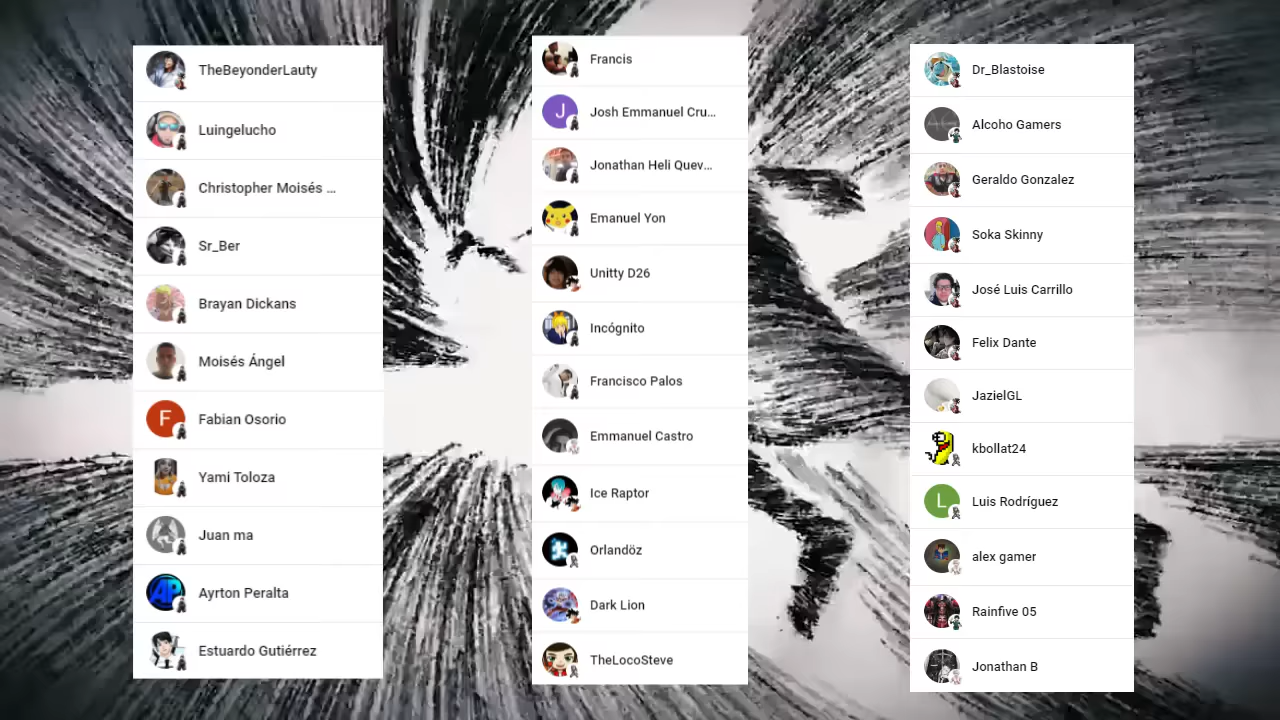 TheBeyonderLauty
Luingelucho
Christopher Moisés ...
Sr_Ber
Brayan Dickans
Moisés Ángel
F
Fabian Osorio
Yami Toloza
Juan ma
AP
Ayrton Peralta
Estuardo Gutiérrez
Francis
J
Josh Emmanuel Cru...
Jonathan Heli Quev...
Emanuel Yon
Unitty D26
Incógnito
Francisco Palos
Emmanuel Castro
Ice Raptor
Orlandöz
Dark Lion
TheLocoSteve
Dr_Blastoise
Alcoho Gamers
Geraldo Gonzalez
Soka Skinny
José Luis Carrillo
Felix Dante
JazielGL
kbollat24
L
Luis Rodríguez
alex gamer
Rainfive 05
Jonathan B